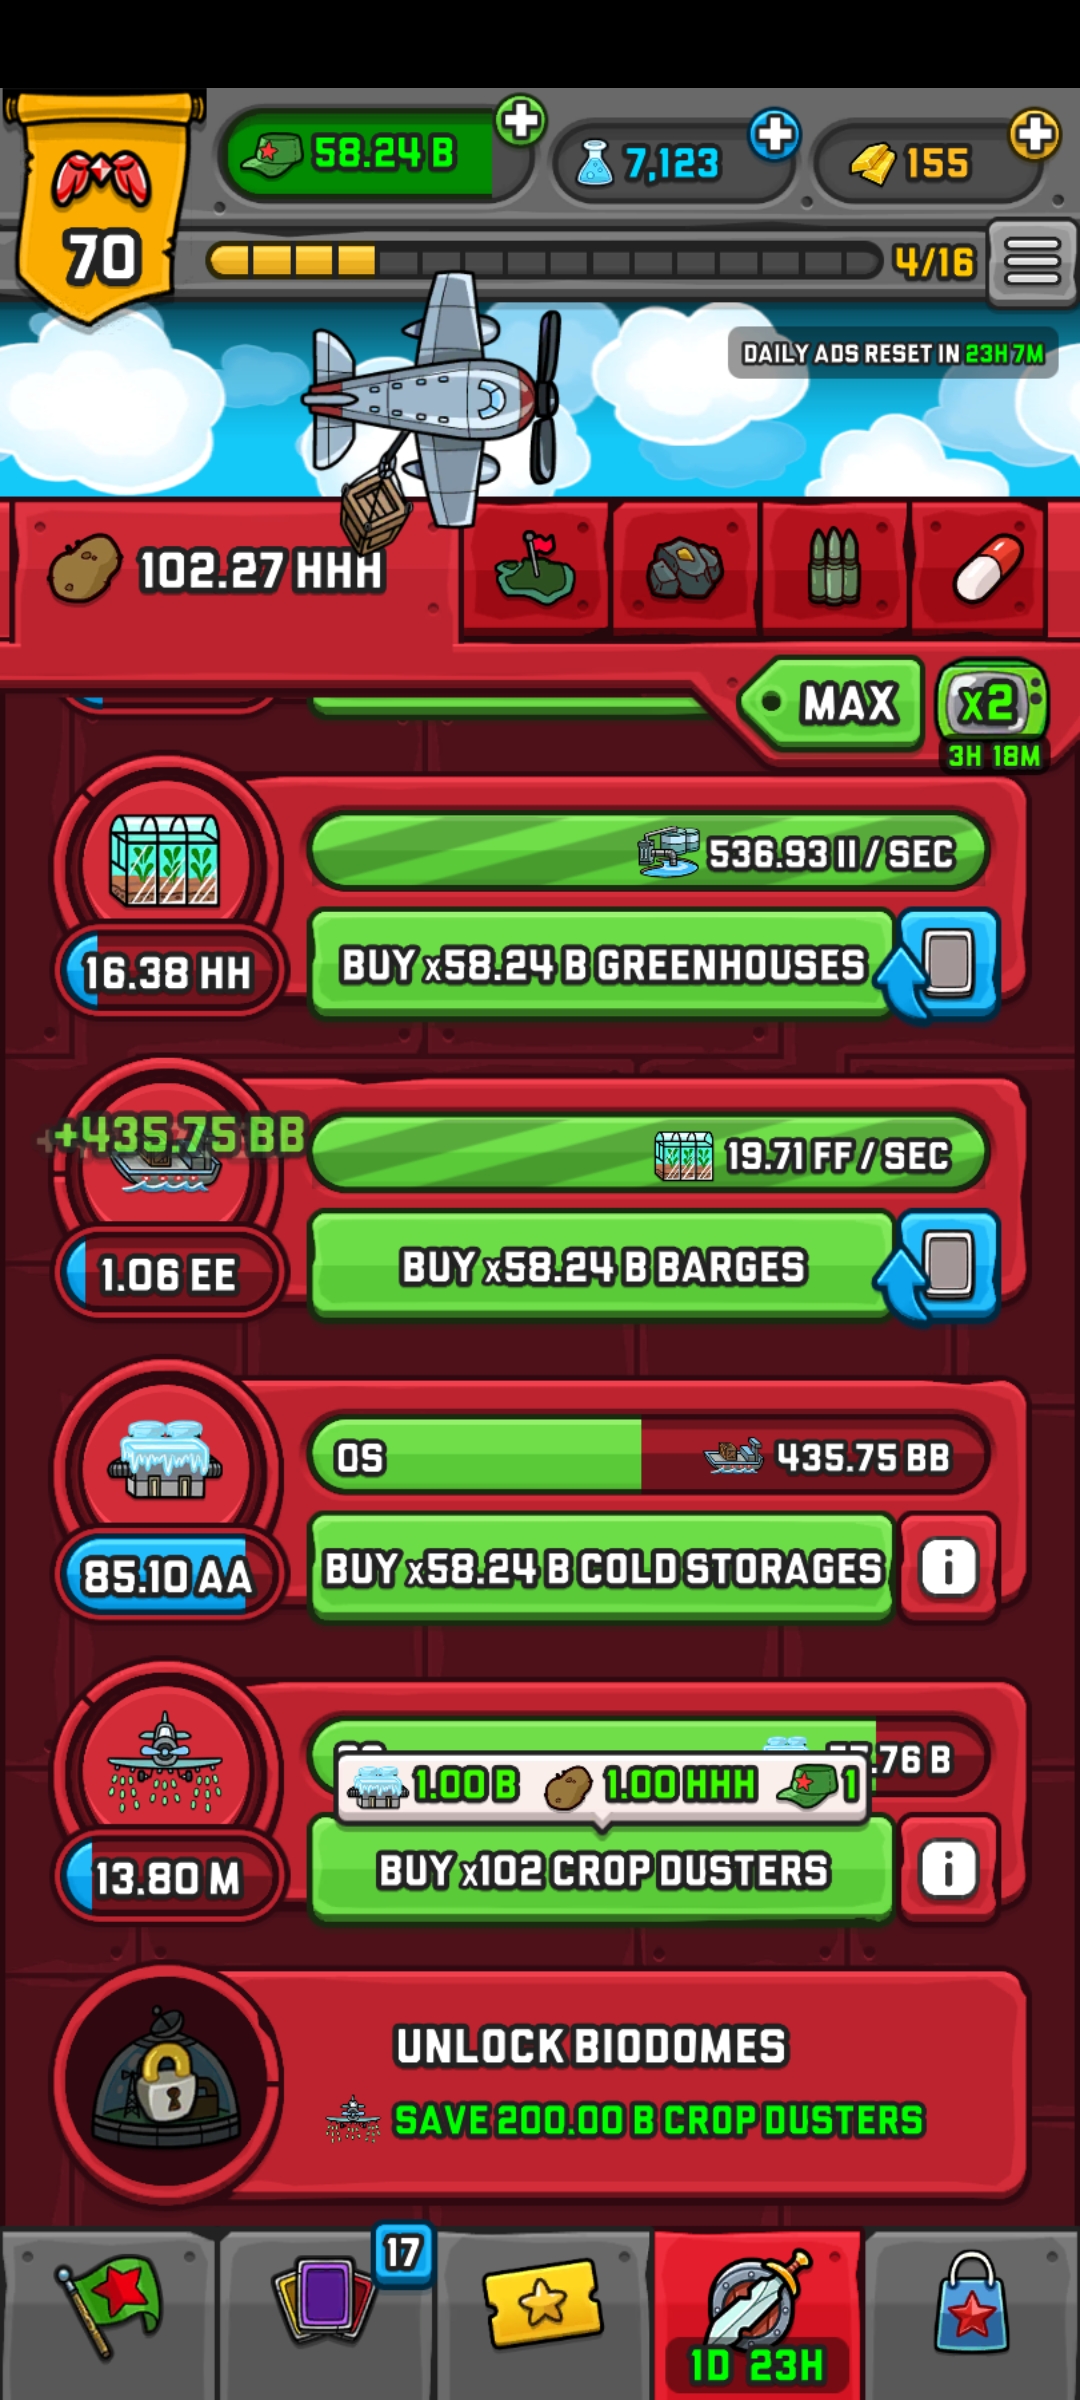 58.24 B
7,123
155
70
4/16
DAILY ADS RESET IN 23H 7M
102.27 HHH
MAX
x2
3H 18M
536.93 II / SEC
16.38 HH
BUY x58.24 B GREENHOUSES
+435.75 BB
19.71 FF / SEC
1.06 EE
BUY x58.24 B BARGES
0S
435.75 BB
85.10 AA
BUY x58.24 B COLD STORAGES
i
.76 B
1.00 B
1.00 HHH
1
13.80 M
BUY x102 CROP DUSTERS
i
UNLOCK BIODOMES
SAVE 200.00 B CROP DUSTERS
17
1D 23H